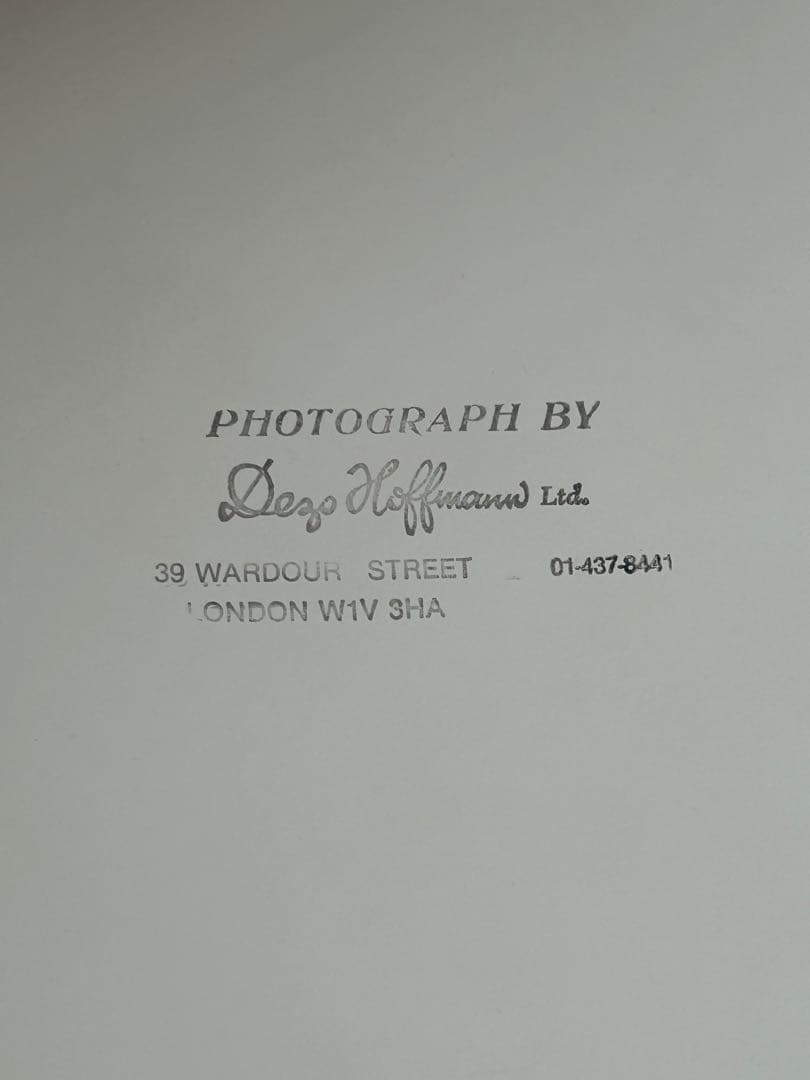 PHOTOGRAPH BY
Dezo Hoffmann Ltd.
39 WARDOUR STREET 01-437-8441
LONDON W1V 3HA